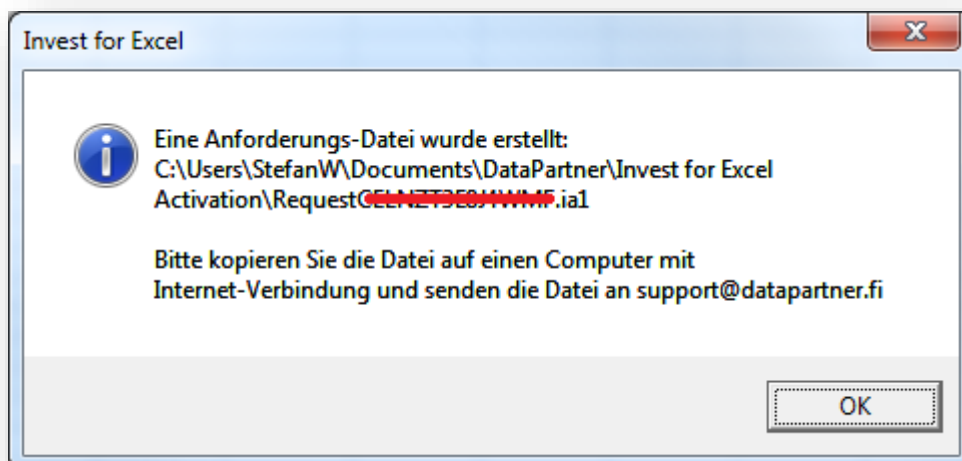 Invest for Excel
Eine Anforderungs-Datei wurde erstellt:
C:\Users\StefanW\Documents\DataPartner\Invest for Excel
Activation\Request .ia1
Bitte kopieren Sie die Datei auf einen Computer mit
Internet-Verbindung und senden die Datei an support@datapartner.fi
OK